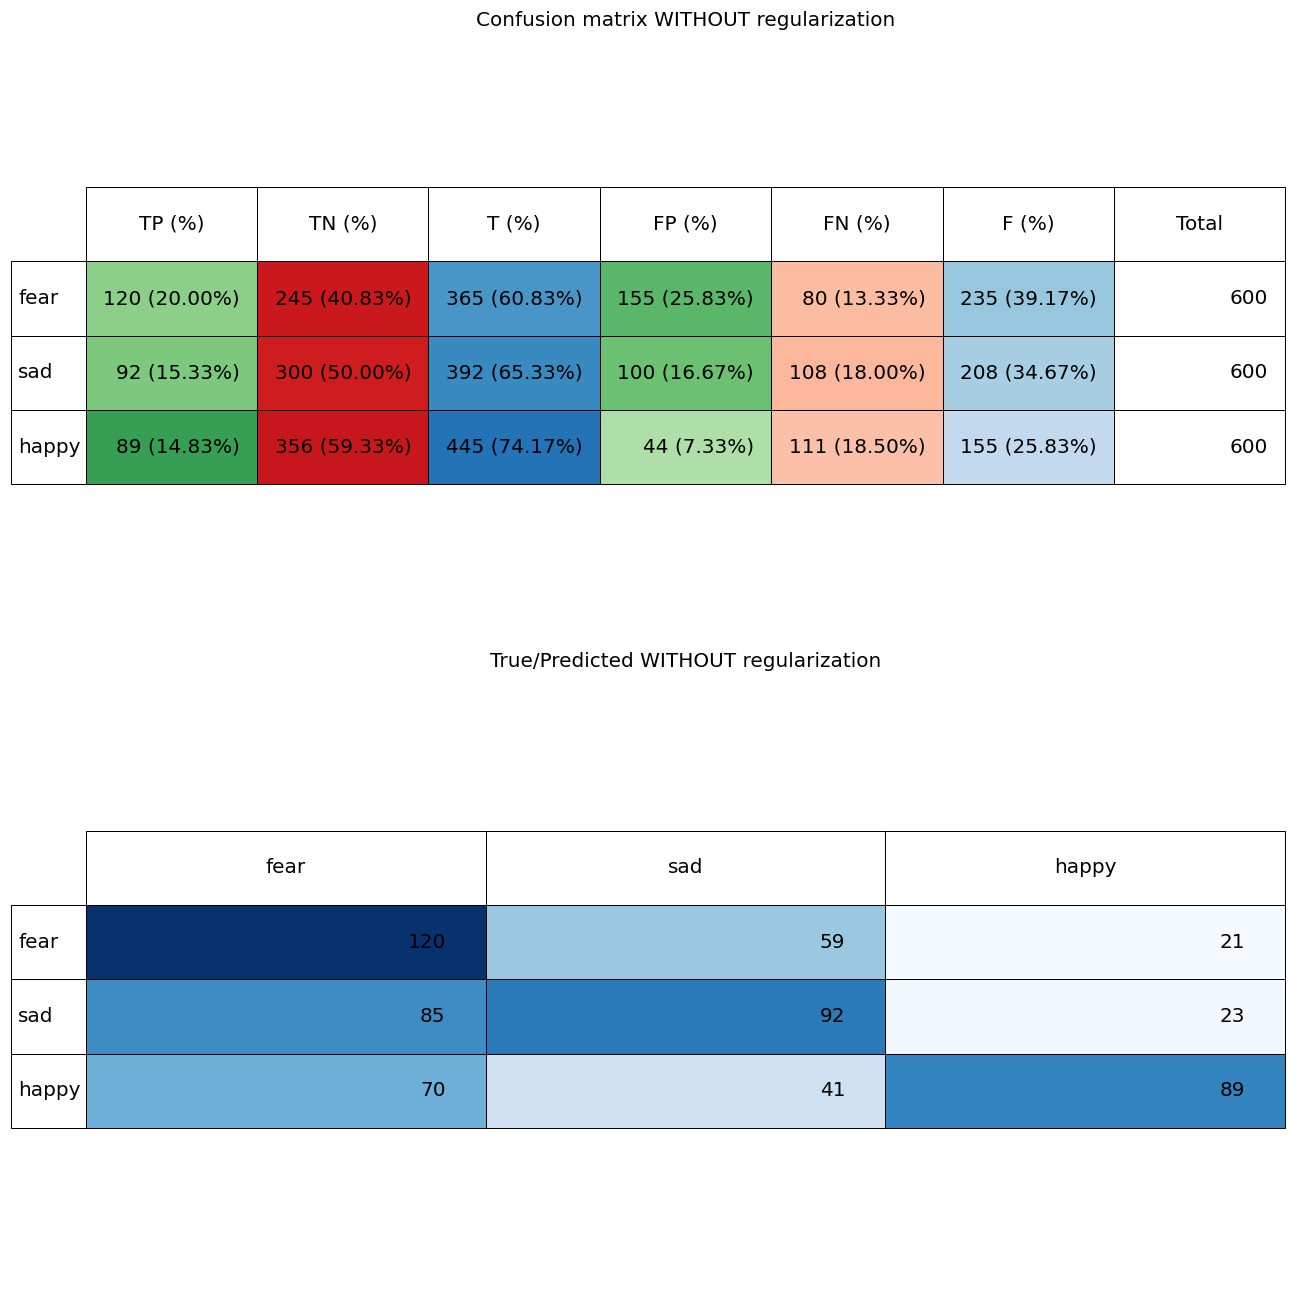 Confusion matrix WITHOUT regularization
TP (%) TN (%) T (%) FP (%) FN (%) F (%) Total
fear 120 (20.00%) 245 (40.83%) 365 (60.83%) 155 (25.83%) 80 (13.33%) 235 (39.17%) 600
sad 92 (15.33%) 300 (50.00%) 392 (65.33%) 100 (16.67%) 108 (18.00%) 208 (34.67%) 600
happy 89 (14.83%) 356 (59.33%) 445 (74.17%) 44 (7.33%) 111 (18.50%) 155 (25.83%) 600
True/Predicted WITHOUT regularization
fear sad happy
fear 120 59 21
sad 85 92 23
happy 70 41 89